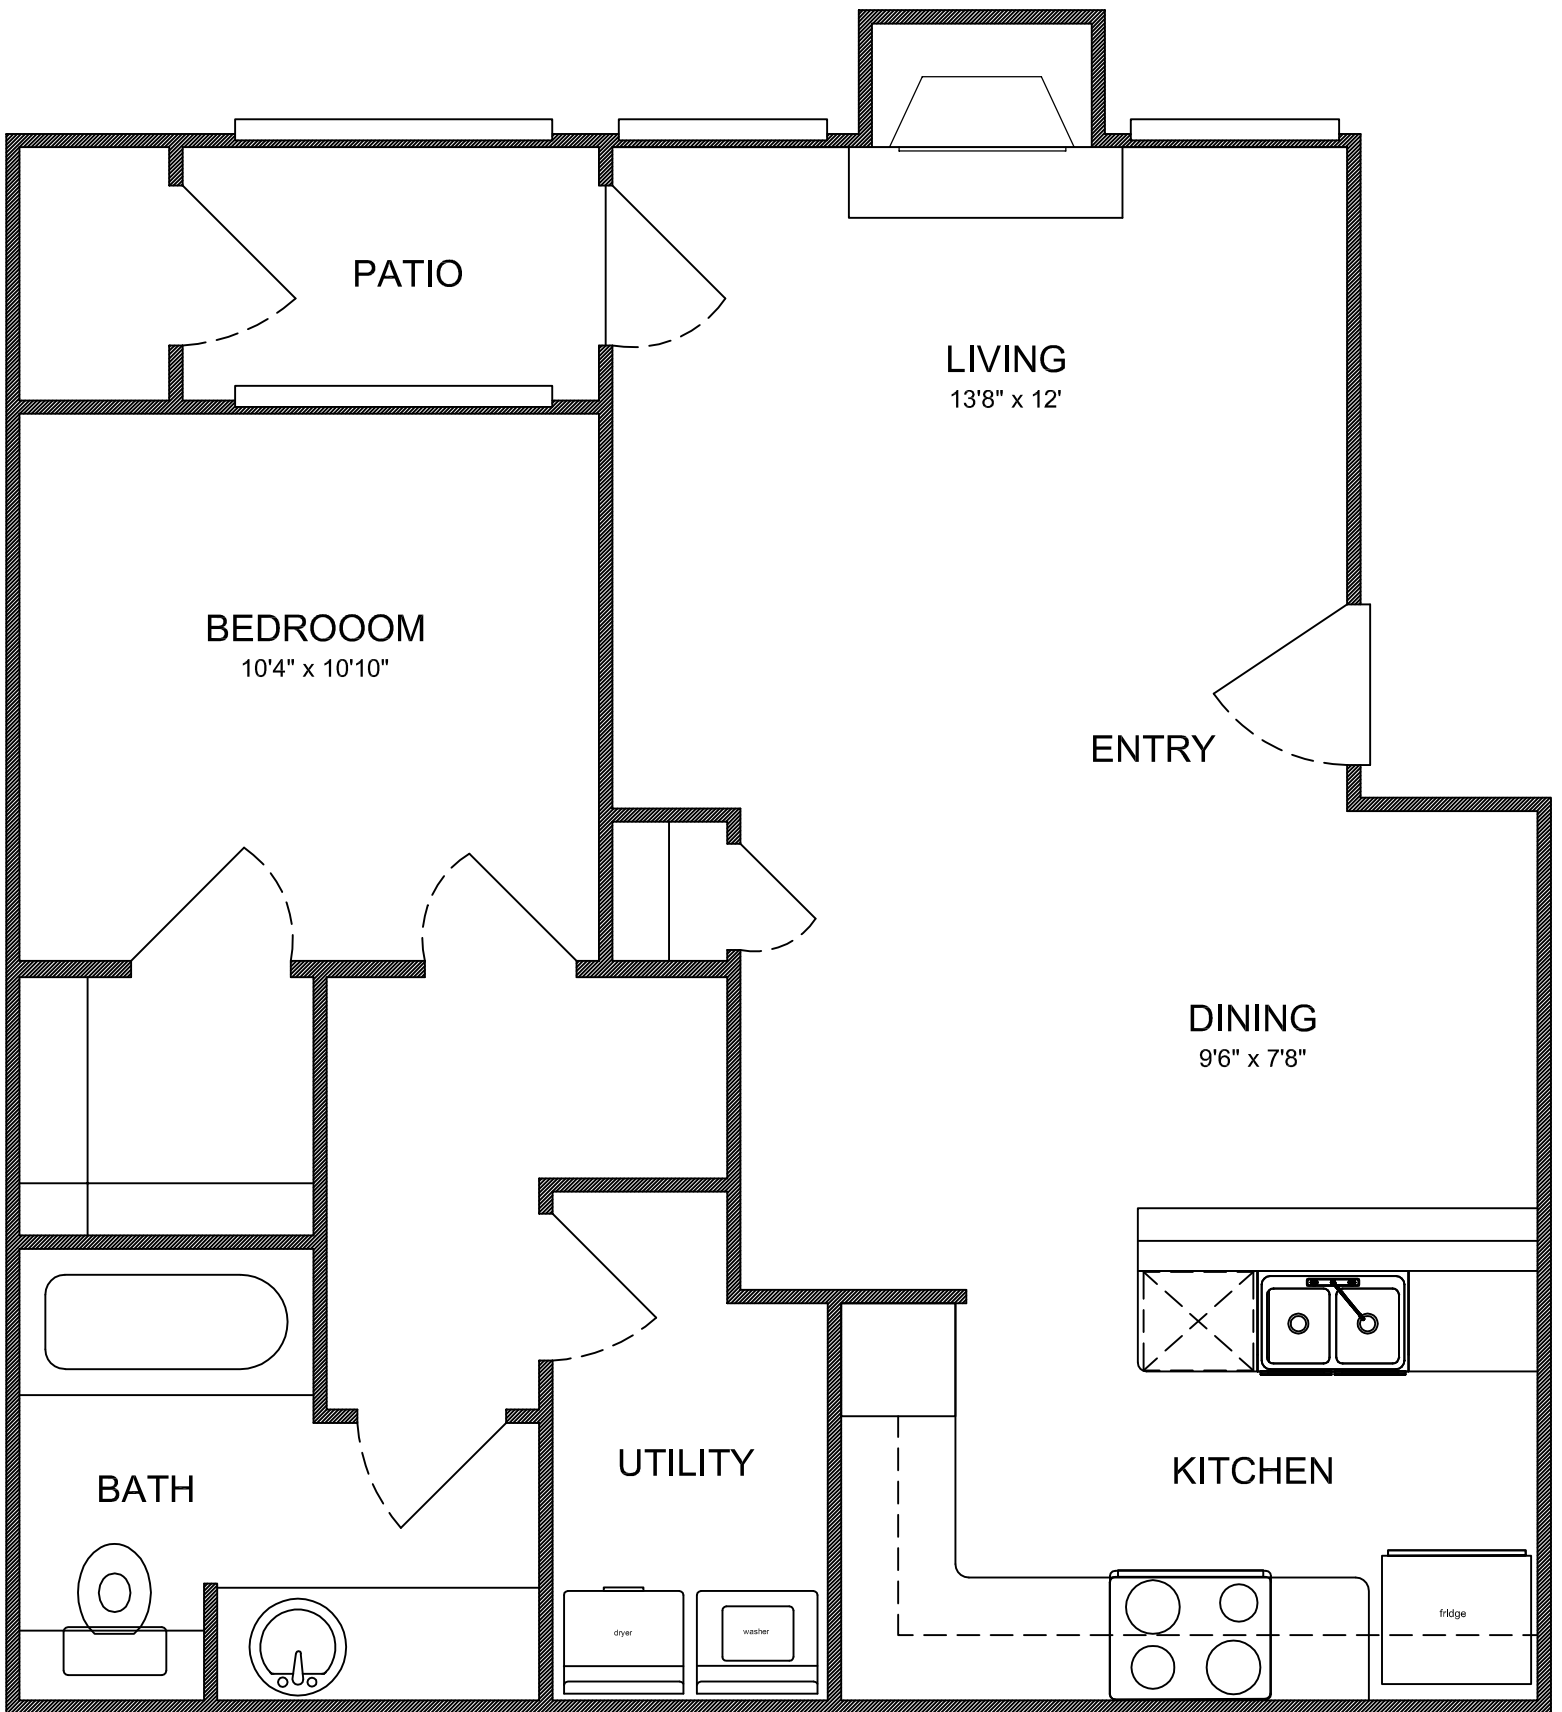 PATIO
LIVING
13'8" x 12'
BEDROOOM
10'4" x 10'10"
ENTRY
DINING
9'6" x 7'8"
UTILITY
KITCHEN
BATH
fridge
dryer
washer